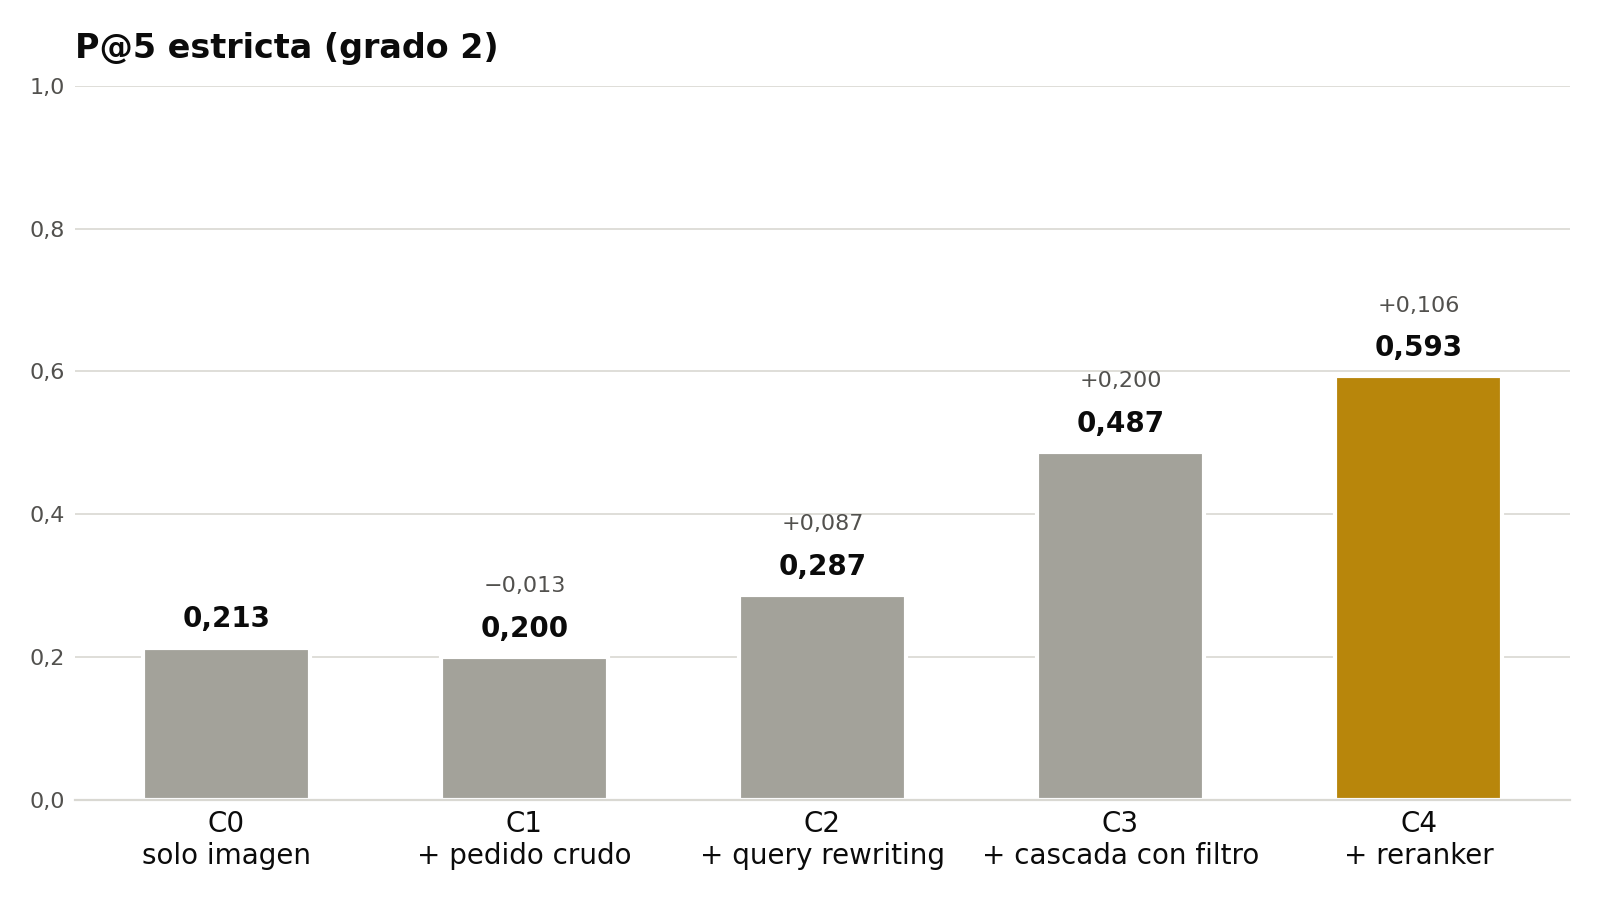 P@5 estricta (grado 2)
1,0
0,8
0,6
0,4
0,2
0,0
0,213
−0,013
0,200
+0,087
0,287
+0,200
0,487
+0,106
0,593
C0
solo imagen
C1
+ pedido crudo
C2
+ query rewriting
C3
+ cascada con filtro
C4
+ reranker